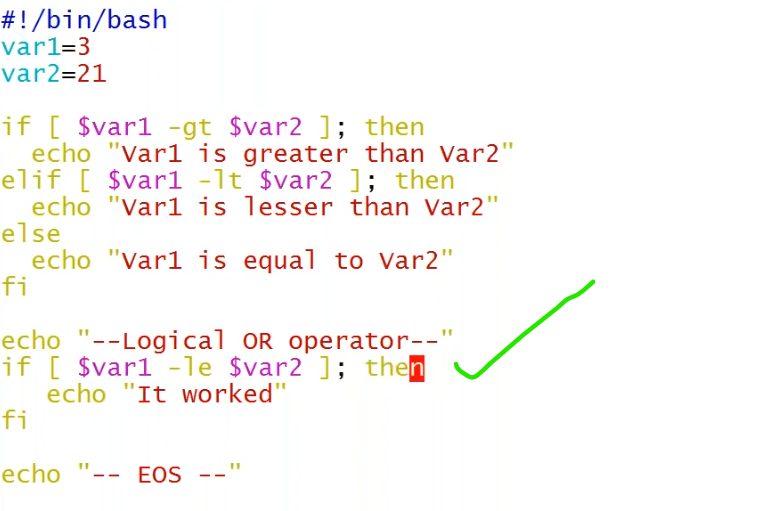 #!/bin/bash
var1=3
var2=21
if [ $var1 -gt $var2 ]; then
echo "Var1 is greater than Var2"
elif [ $var1 -lt $var2 ]; then
echo "Var1 is lesser than Var2"
else
echo "Var1 is equal to Var2"
fi
echo "--Logical OR operator--"
if [ $var1 -le $var2 ]; then
echo "It worked"
fi
echo "-- EOS --"